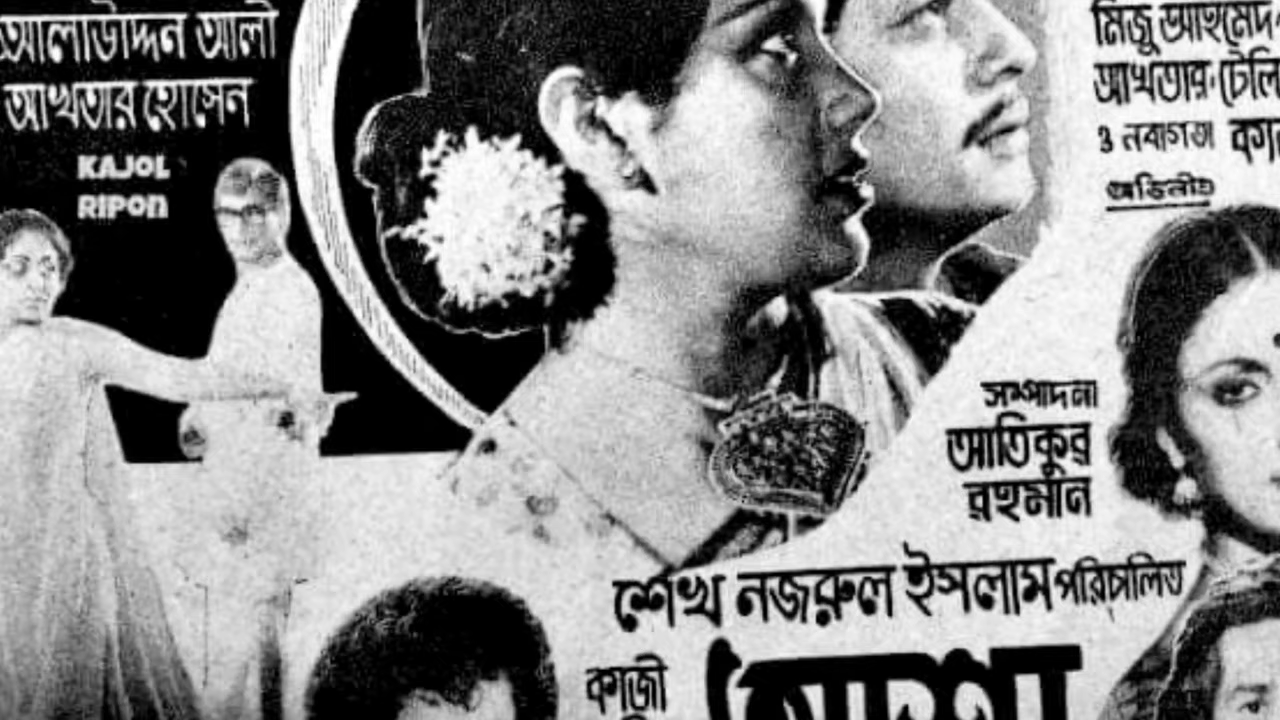 আলাউদ্দিন আলী
আখতার হোসেন
KAJOL
RIPON
মিজু আহমেদ
আখতার টেলি
ও নবাগতা
অভিনীত
সম্পাদনা
আতিকুর
রহমান
শেখ নজরুল ইসলাম পরিচালিত
কাজী